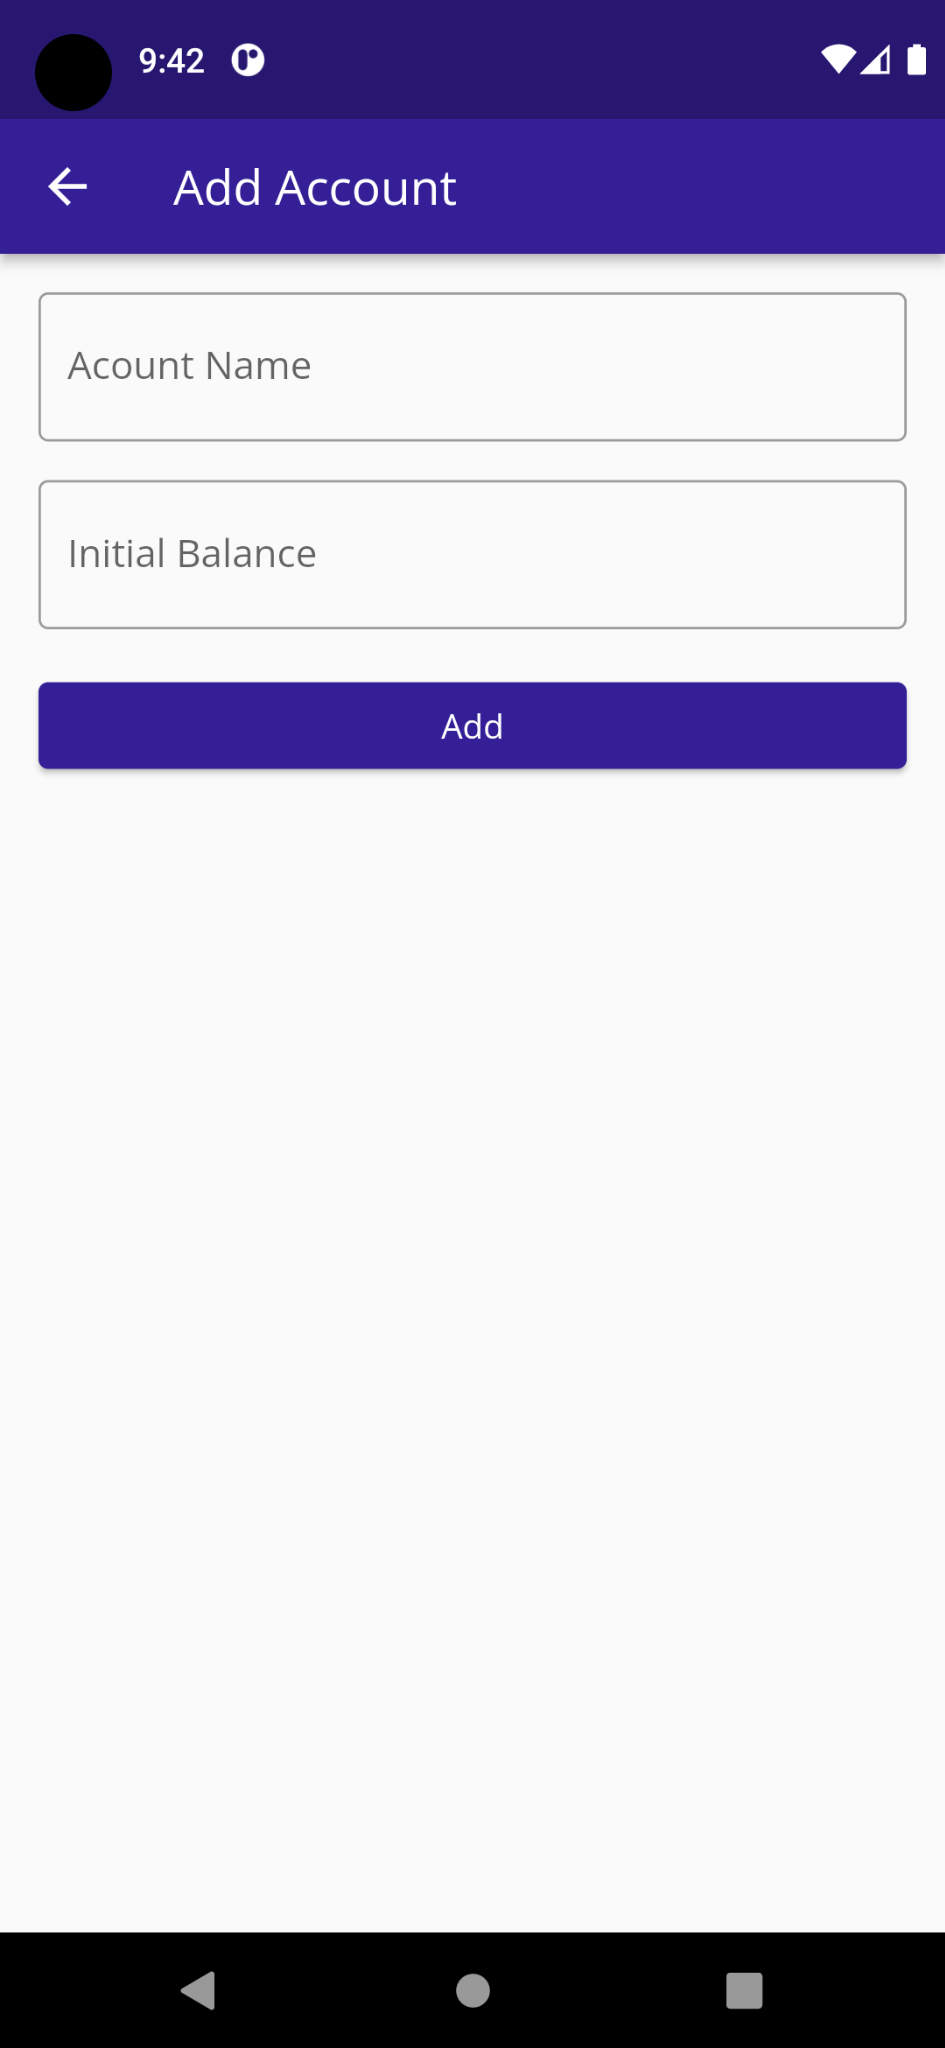 9:42
Add Account
Acount Name
Initial Balance
Add